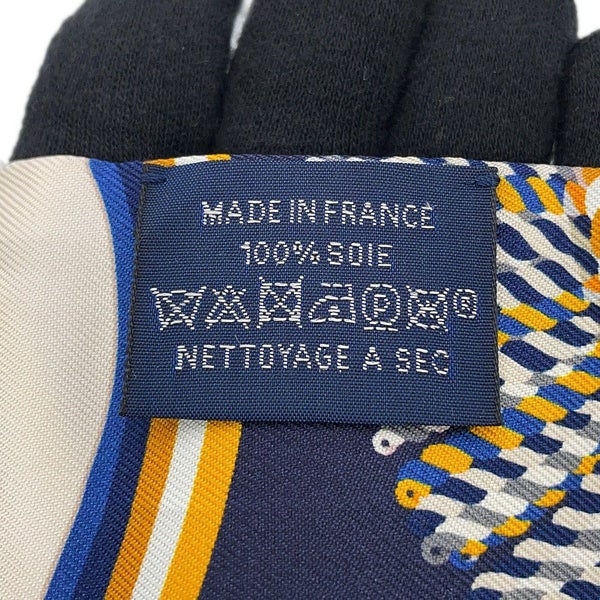 MADE IN FRANCE
100% SOIE
P ®
NETTOYAGE A SEC